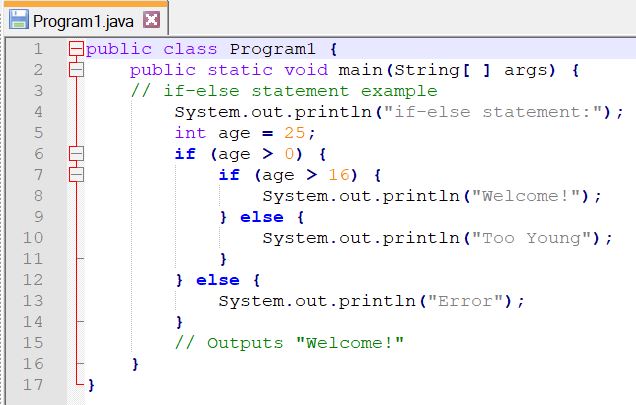 Program1.java
1 public class Program1 {
2     public static void main(String[ ] args) {
3     // if-else statement example
4         System.out.println("if-else statement:");
5         int age = 25;
6         if (age > 0) {
7             if (age > 16) {
8                 System.out.println("Welcome!");
9             } else {
10                 System.out.println("Too Young");
11             }
12         } else {
13             System.out.println("Error");
14         }
15         // Outputs "Welcome!"
16     }
17 }